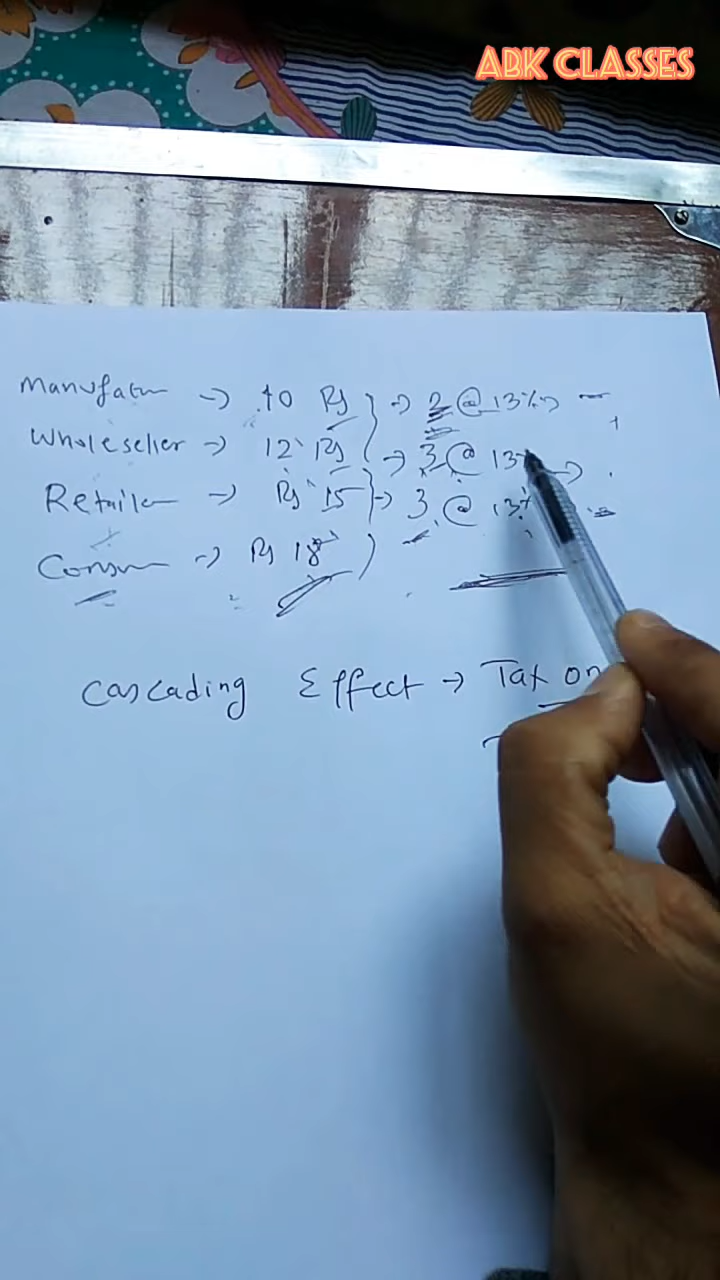 ABK CLASSES
Manufatur → 10 Rs } → 2 @ 13% →
Wholeseller → 12 Rs } → 3 @ 13% →
Retailer → Rs 15 } → 3 @ 13%
Consum → Rs 18 )
Cascading Effect → Tax on